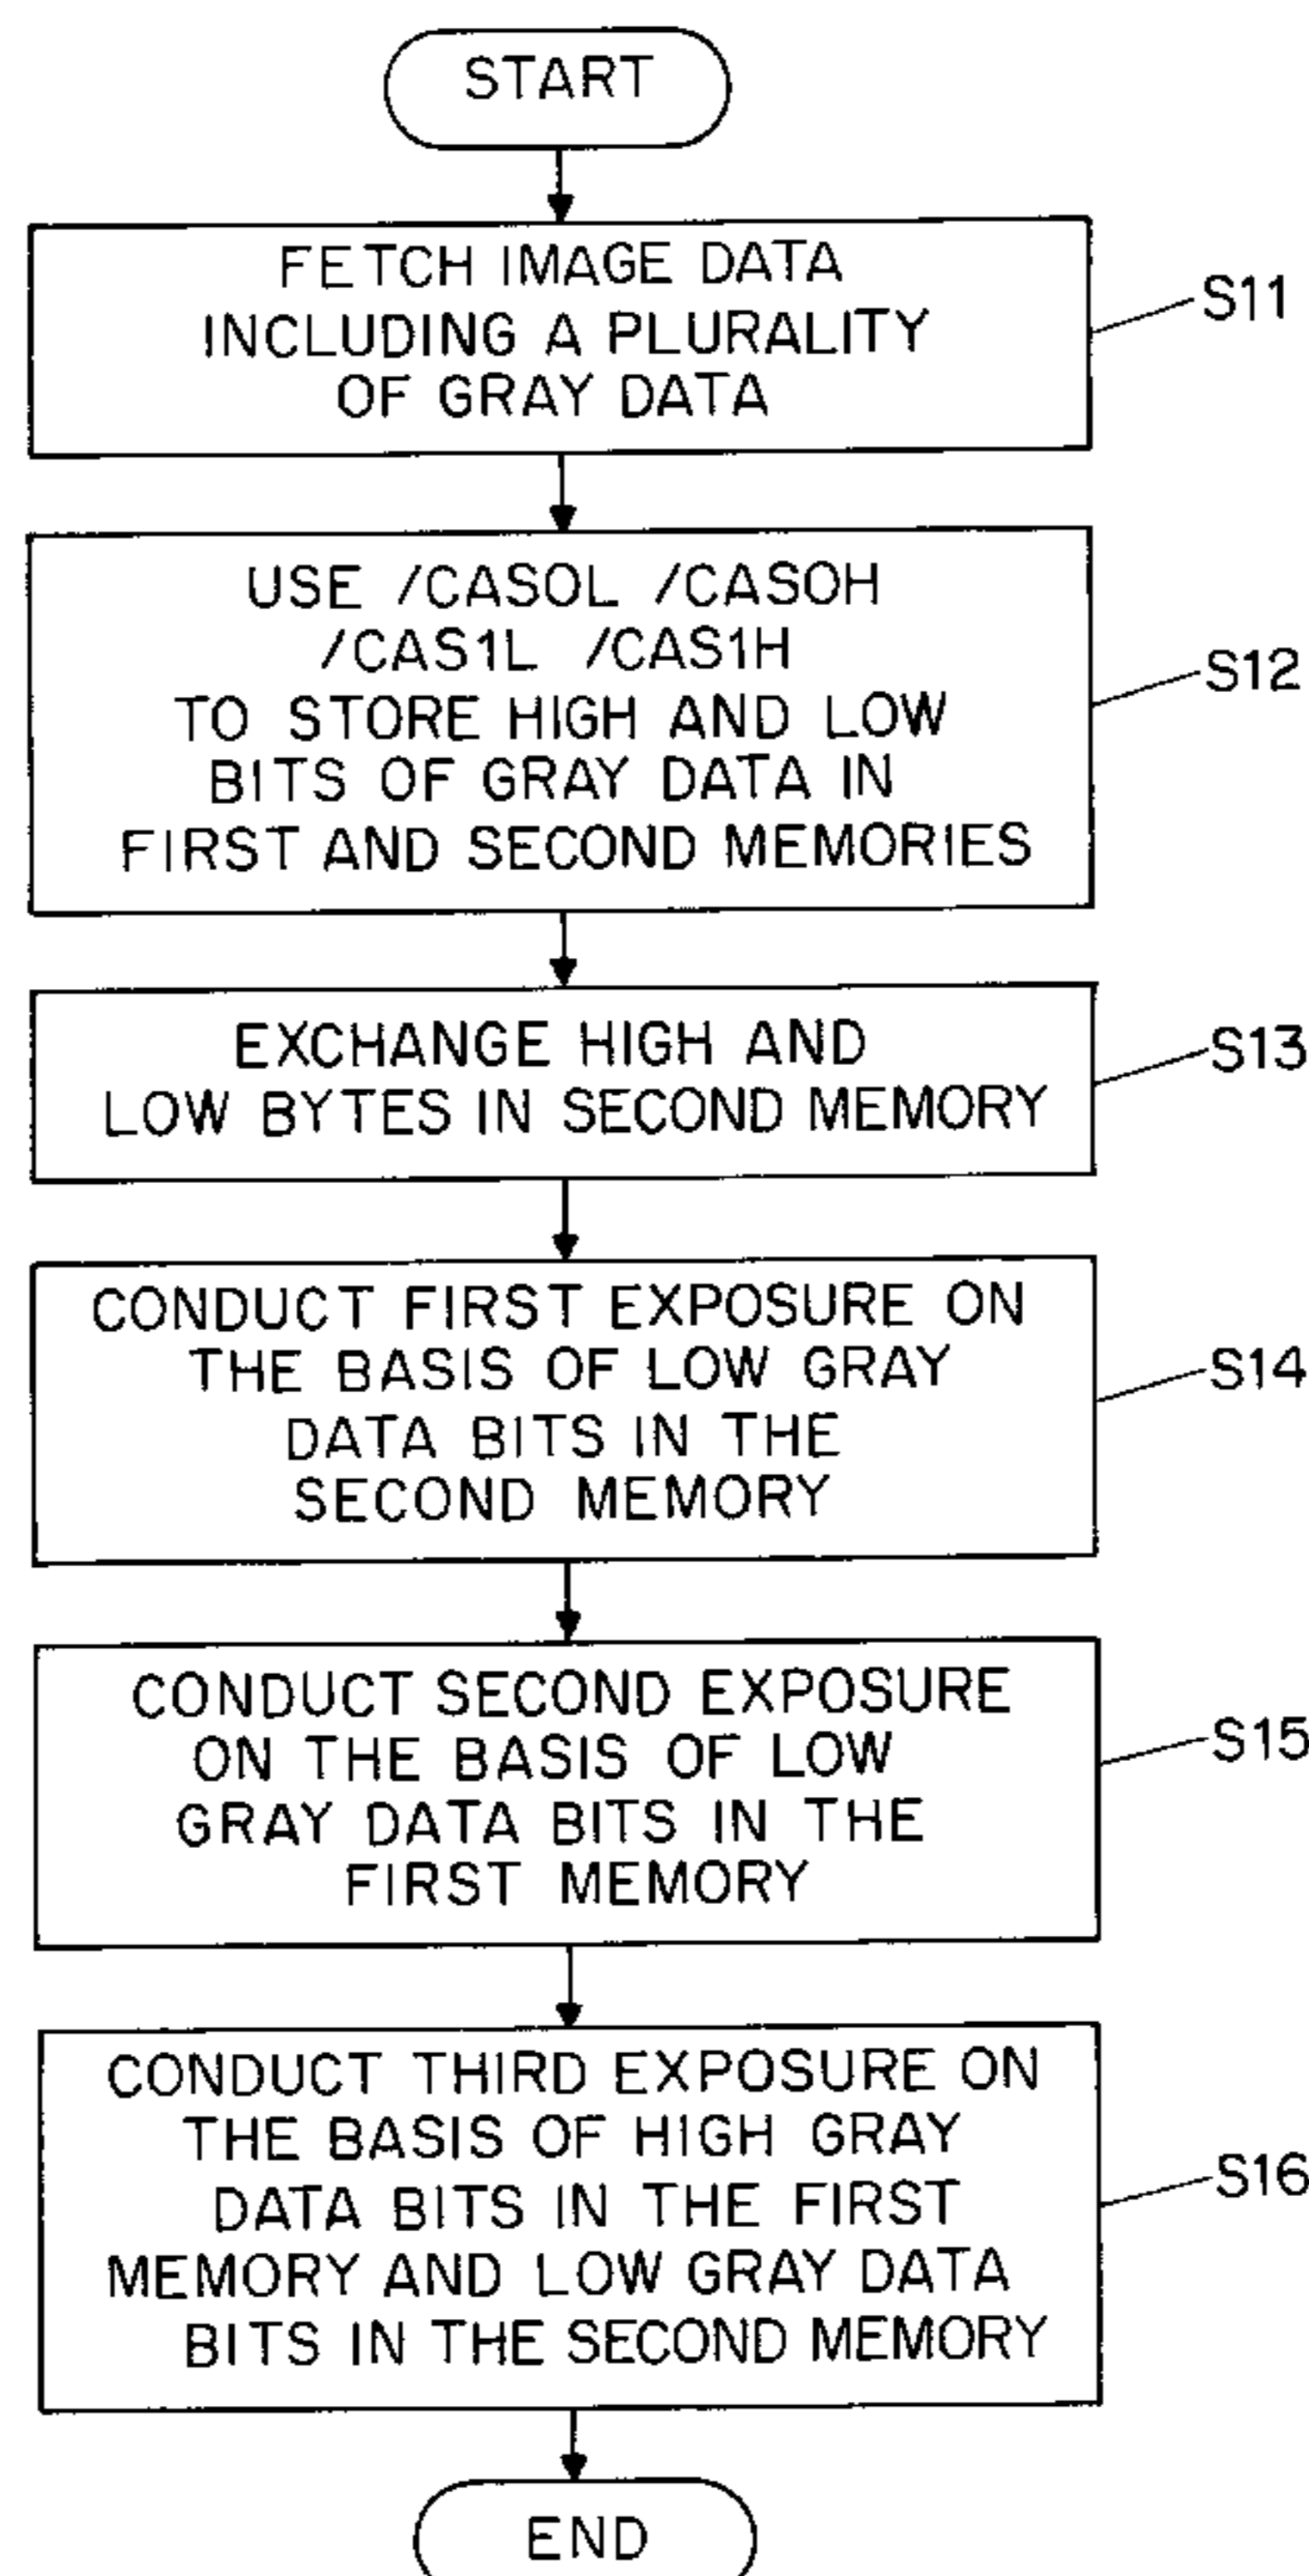 START
FETCH IMAGE DATA
INCLUDING A PLURALITY
OF GRAY DATA
S11
USE /CASOL /CASOH
/CAS1L /CAS1H
TO STORE HIGH AND LOW
BITS OF GRAY DATA IN
FIRST AND SECOND MEMORIES
S12
EXCHANGE HIGH AND
LOW BYTES IN SECOND MEMORY
S13
CONDUCT FIRST EXPOSURE ON
THE BASIS OF LOW GRAY
DATA BITS IN THE
SECOND MEMORY
S14
CONDUCT SECOND EXPOSURE
ON THE BASIS OF LOW
GRAY DATA BITS IN THE
FIRST MEMORY
S15
CONDUCT THIRD EXPOSURE ON
THE BASIS OF HIGH GRAY
DATA BITS IN THE FIRST
MEMORY AND LOW GRAY DATA
BITS IN THE SECOND MEMORY
S16
END